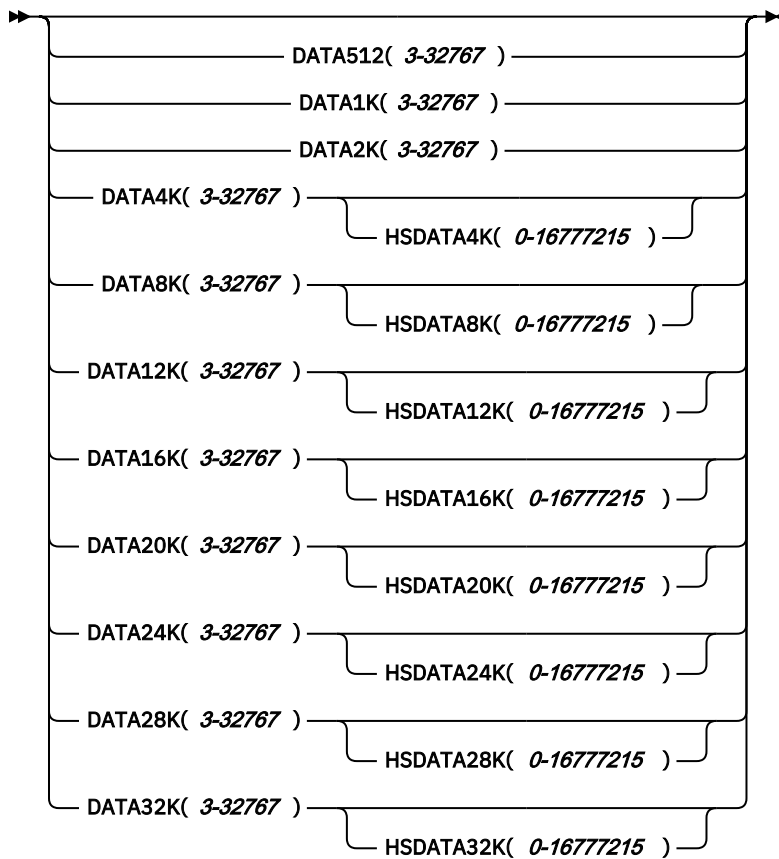 DATA512( 3-32767 )
DATA1K( 3-32767 )
DATA2K( 3-32767 )
DATA4K( 3-32767 )
HSDATA4K( 0-16777215 )
DATA8K( 3-32767 )
HSDATA8K( 0-16777215 )
DATA12K( 3-32767 )
HSDATA12K( 0-16777215 )
DATA16K( 3-32767 )
HSDATA16K( 0-16777215 )
DATA20K( 3-32767 )
HSDATA20K( 0-16777215 )
DATA24K( 3-32767 )
HSDATA24K( 0-16777215 )
DATA28K( 3-32767 )
HSDATA28K( 0-16777215 )
DATA32K( 3-32767 )
HSDATA32K( 0-16777215 )